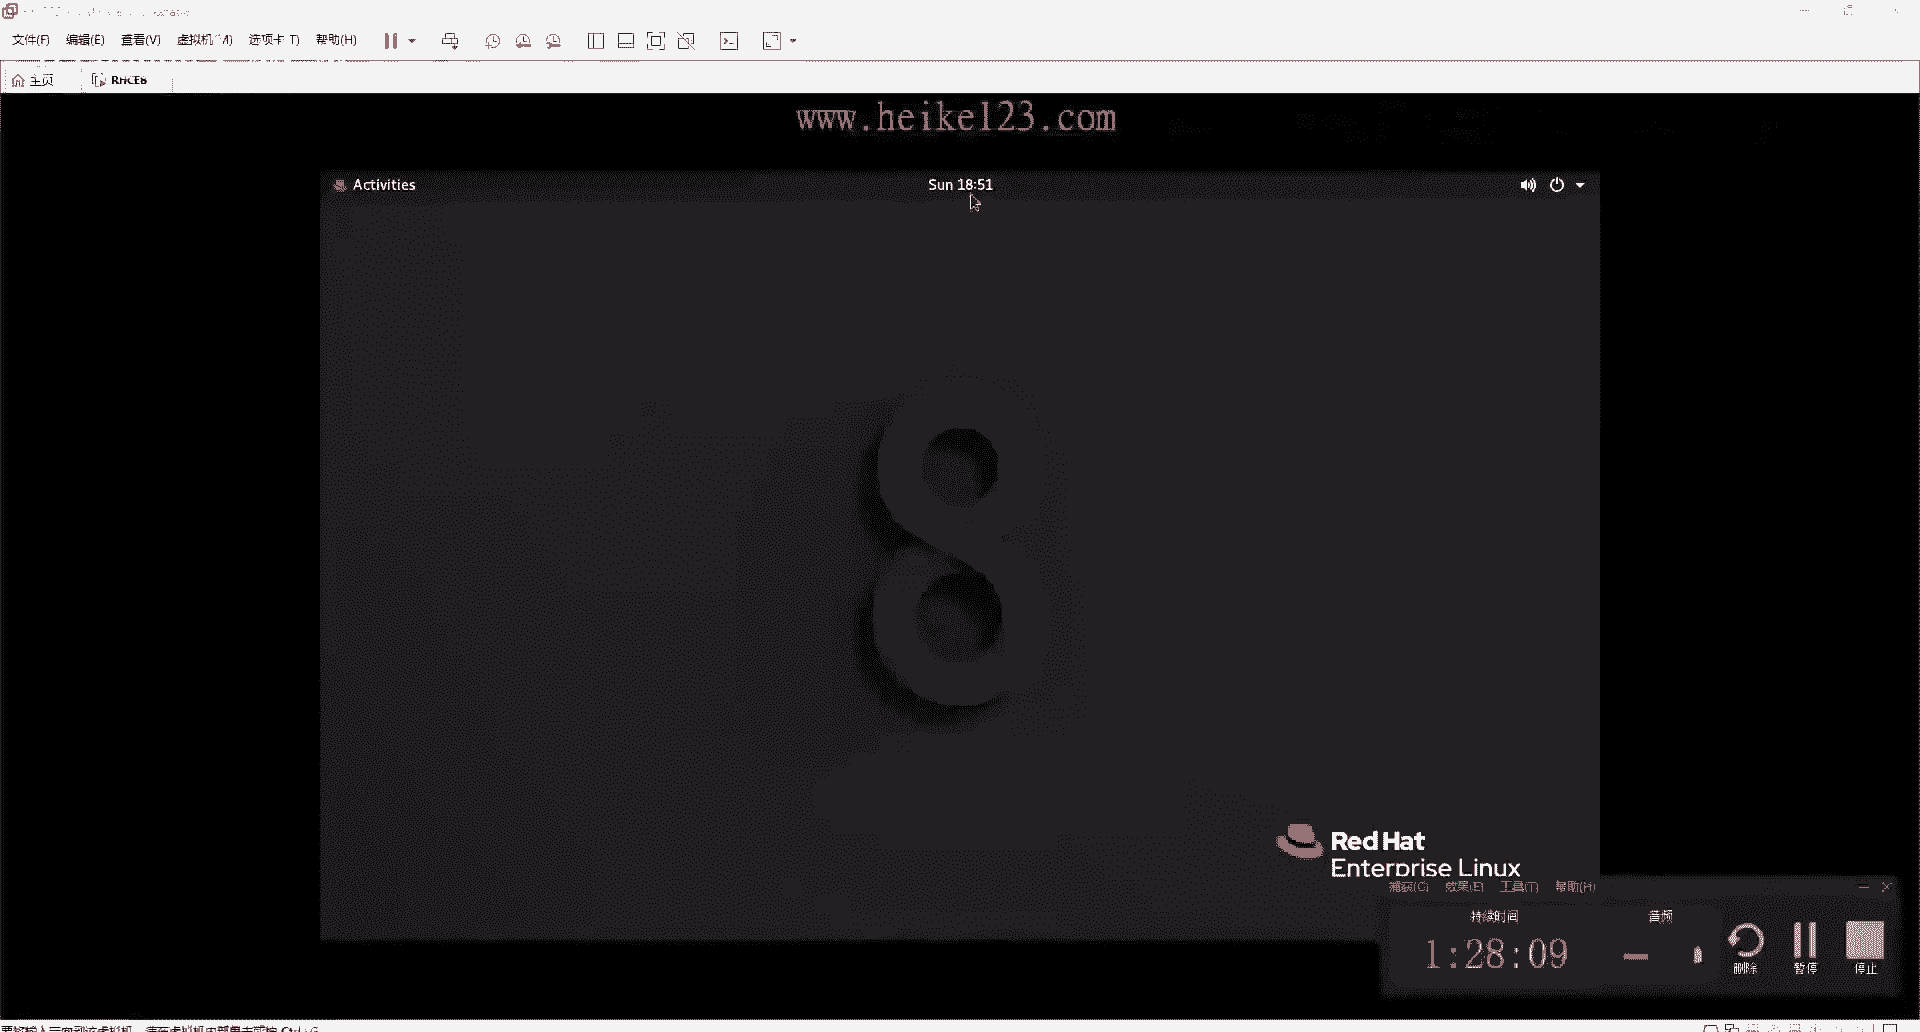 文件(F) 编辑(E) 查看(V) 虚拟机(M) 选项卡(T) 帮助(H)
主页 RHCE8
www.heike123.com
Activities Sun 18:51
Red Hat
Enterprise Linux
捕获(C) 效果(E) 工具(T) 帮助(H)
持续时间 音频
1:28:09
删除 暂停 停止